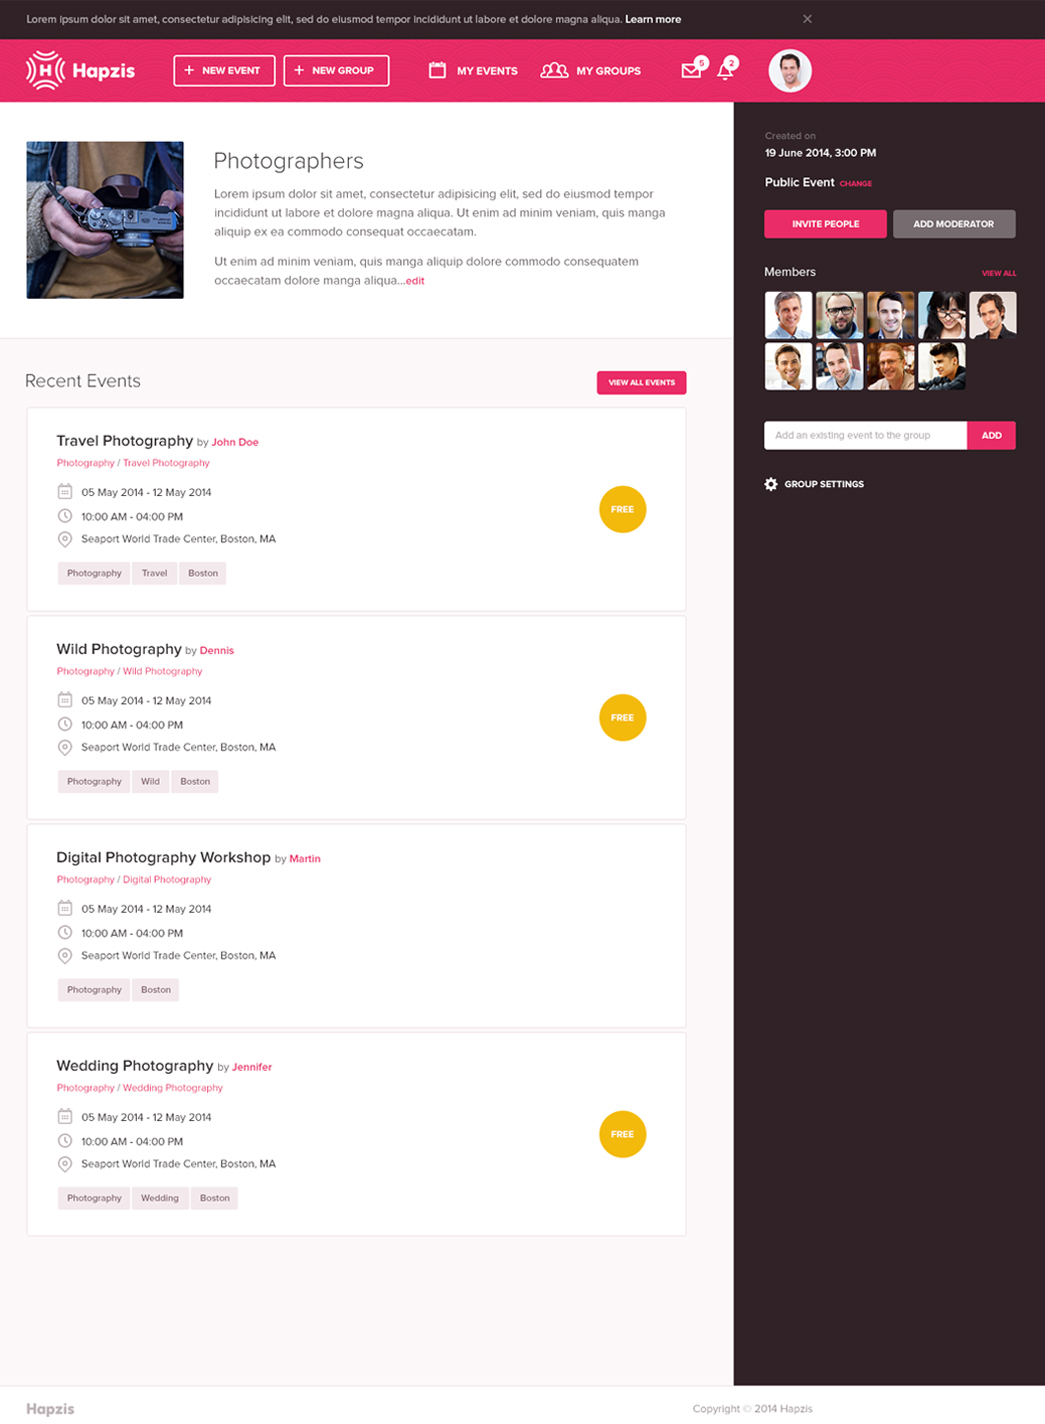 Lorem ipsum dolor sit amet, consectetur adipisicing elit, sed do eiusmod tempor incididunt ut labore et dolore magna aliqua. Learn more
Hapzis
+ NEW EVENT
+ NEW GROUP
MY EVENTS
MY GROUPS
5
2
Photographers
Lorem ipsum dolor sit amet, consectetur adipisicing elit, sed do eiusmod tempor
incididunt ut labore et dolore magna aliqua. Ut enim ad minim veniam, quis manga
aliquip ex ea commodo consequat occaecatam.
Ut enim ad minim veniam, quis manga aliquip dolore commodo consequatem
occaecatam dolore manga aliqua...edit
Created on
19 June 2014, 3:00 PM
Public Event CHANGE
INVITE PEOPLE
ADD MODERATOR
Members
VIEW ALL
Add an existing event to the group
ADD
GROUP SETTINGS
Recent Events
VIEW ALL EVENTS
Travel Photography by John Doe
Photography / Travel Photography
05 May 2014 - 12 May 2014
10:00 AM - 04:00 PM
Seaport World Trade Center, Boston, MA
Photography
Travel
Boston
FREE
Wild Photography by Dennis
Photography / Wild Photography
05 May 2014 - 12 May 2014
10:00 AM - 04:00 PM
Seaport World Trade Center, Boston, MA
Photography
Wild
Boston
FREE
Digital Photography Workshop by Martin
Photography / Digital Photography
05 May 2014 - 12 May 2014
10:00 AM - 04:00 PM
Seaport World Trade Center, Boston, MA
Photography
Boston
Wedding Photography by Jennifer
Photography / Wedding Photography
05 May 2014 - 12 May 2014
10:00 AM - 04:00 PM
Seaport World Trade Center, Boston, MA
Photography
Wedding
Boston
FREE
Hapzis
Copyright © 2014 Hapzis